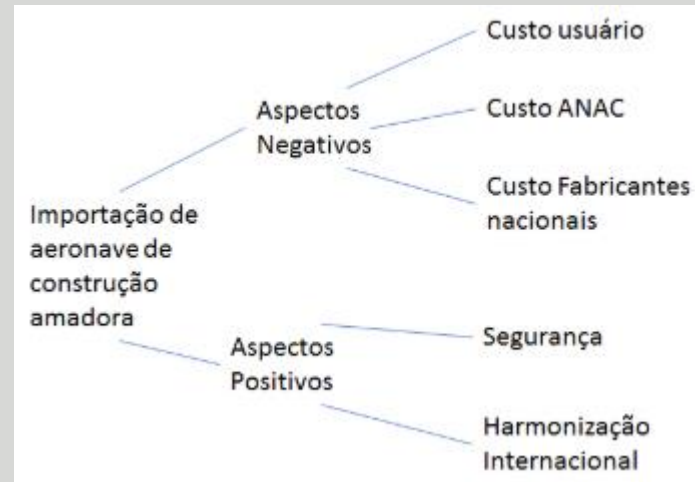 Importação de
aeronave de
construção
amadora
Aspectos
Negativos
Custo usuário
Custo ANAC
Custo Fabricantes
nacionais
Aspectos
Positivos
Segurança
Harmonização
Internacional